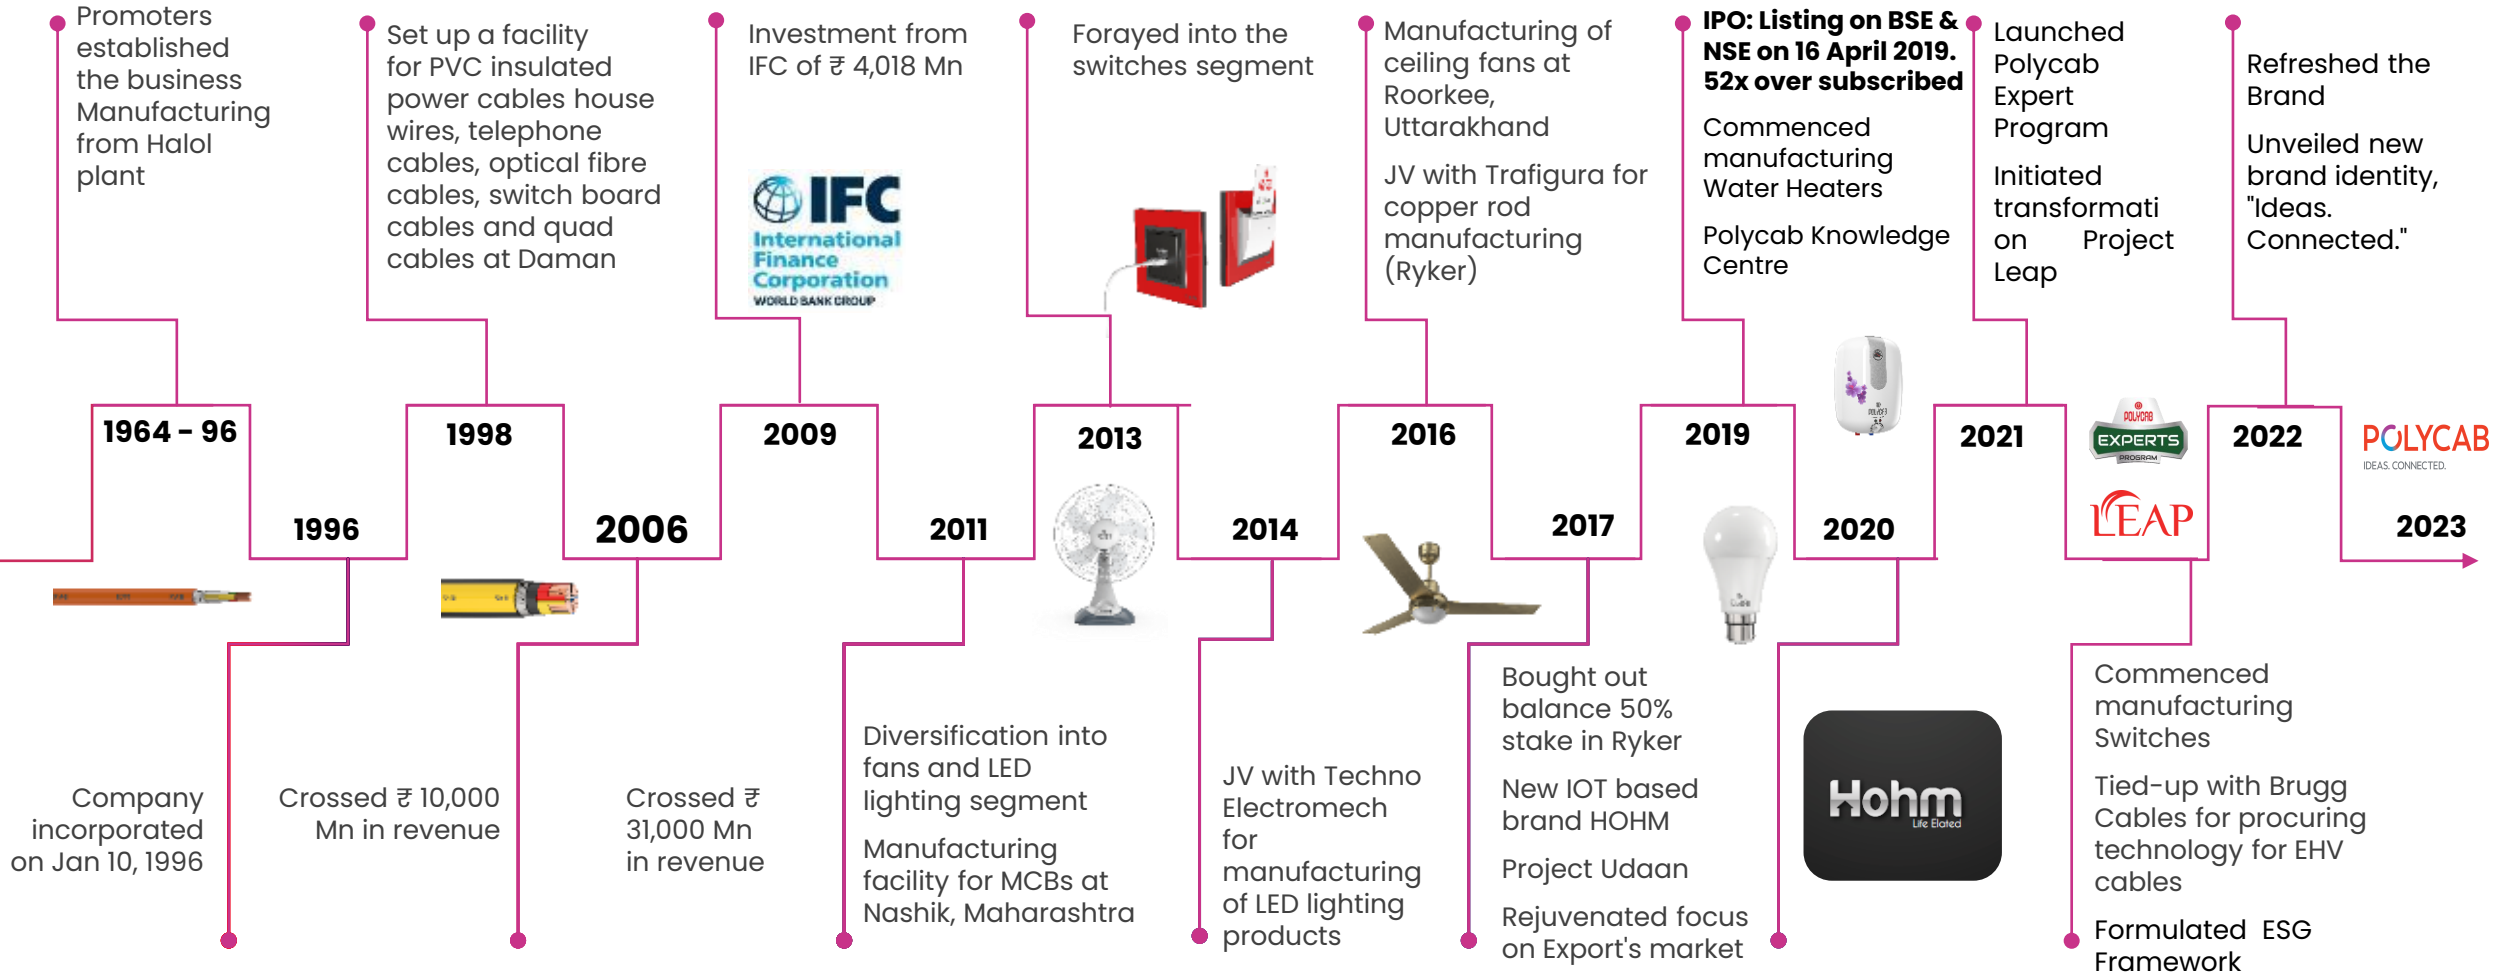 Promoters
established
the business
Manufacturing
from Halol
plant
Set up a facility
for PVC insulated
power cables house
wires, telephone
cables, optical fibre
cables, switch board
cables and quad
cables at Daman
Investment from
IFC of ₹ 4,018 Mn
IFC
International
Finance
Corporation
WORLD BANK GROUP
Forayed into the
switches segment
Manufacturing of
ceiling fans at
Roorkee,
Uttarakhand
JV with Trafigura for
copper rod
manufacturing
(Ryker)
IPO: Listing on BSE &
NSE on 16 April 2019.
52x over subscribed
Commenced
manufacturing
Water Heaters
Polycab Knowledge
Centre
Launched
Polycab
Expert
Program
Initiated
transformati
on Project
Leap
Refreshed the
Brand
Unveiled new
brand identity,
"Ideas.
Connected."
1964 - 96
1998
2009
2013
2016
2019
2021
POLYCAB
EXPERTS
PROGRAM
2022
POLYCAB
IDEAS. CONNECTED.
1996
2006
2011
2014
2017
2020
LEAP
2023
Company
incorporated
on Jan 10, 1996
Crossed ₹ 10,000
Mn in revenue
Crossed ₹
31,000 Mn
in revenue
Diversification into
fans and LED
lighting segment
Manufacturing
facility for MCBs at
Nashik, Maharashtra
JV with Techno
Electromech
for
manufacturing
of LED lighting
products
Bought out
balance 50%
stake in Ryker
New IOT based
brand HOHM
Project Udaan
Rejuvenated focus
on Export's market
Hohm
Life Elated
Commenced
manufacturing
Switches
Tied-up with Brugg
Cables for procuring
technology for EHV
cables
Formulated ESG
Framework